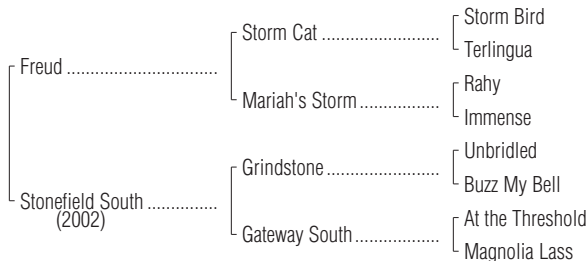 Storm Bird
Storm Cat ........................
Terlingua
Freud ................................
Rahy
Mariah's Storm .................
Immense
Unbridled
Grindstone .......................
Buzz My Bell
Stonefield South ...............
(2002)
At the Threshold
Gateway South .................
Magnolia Lass